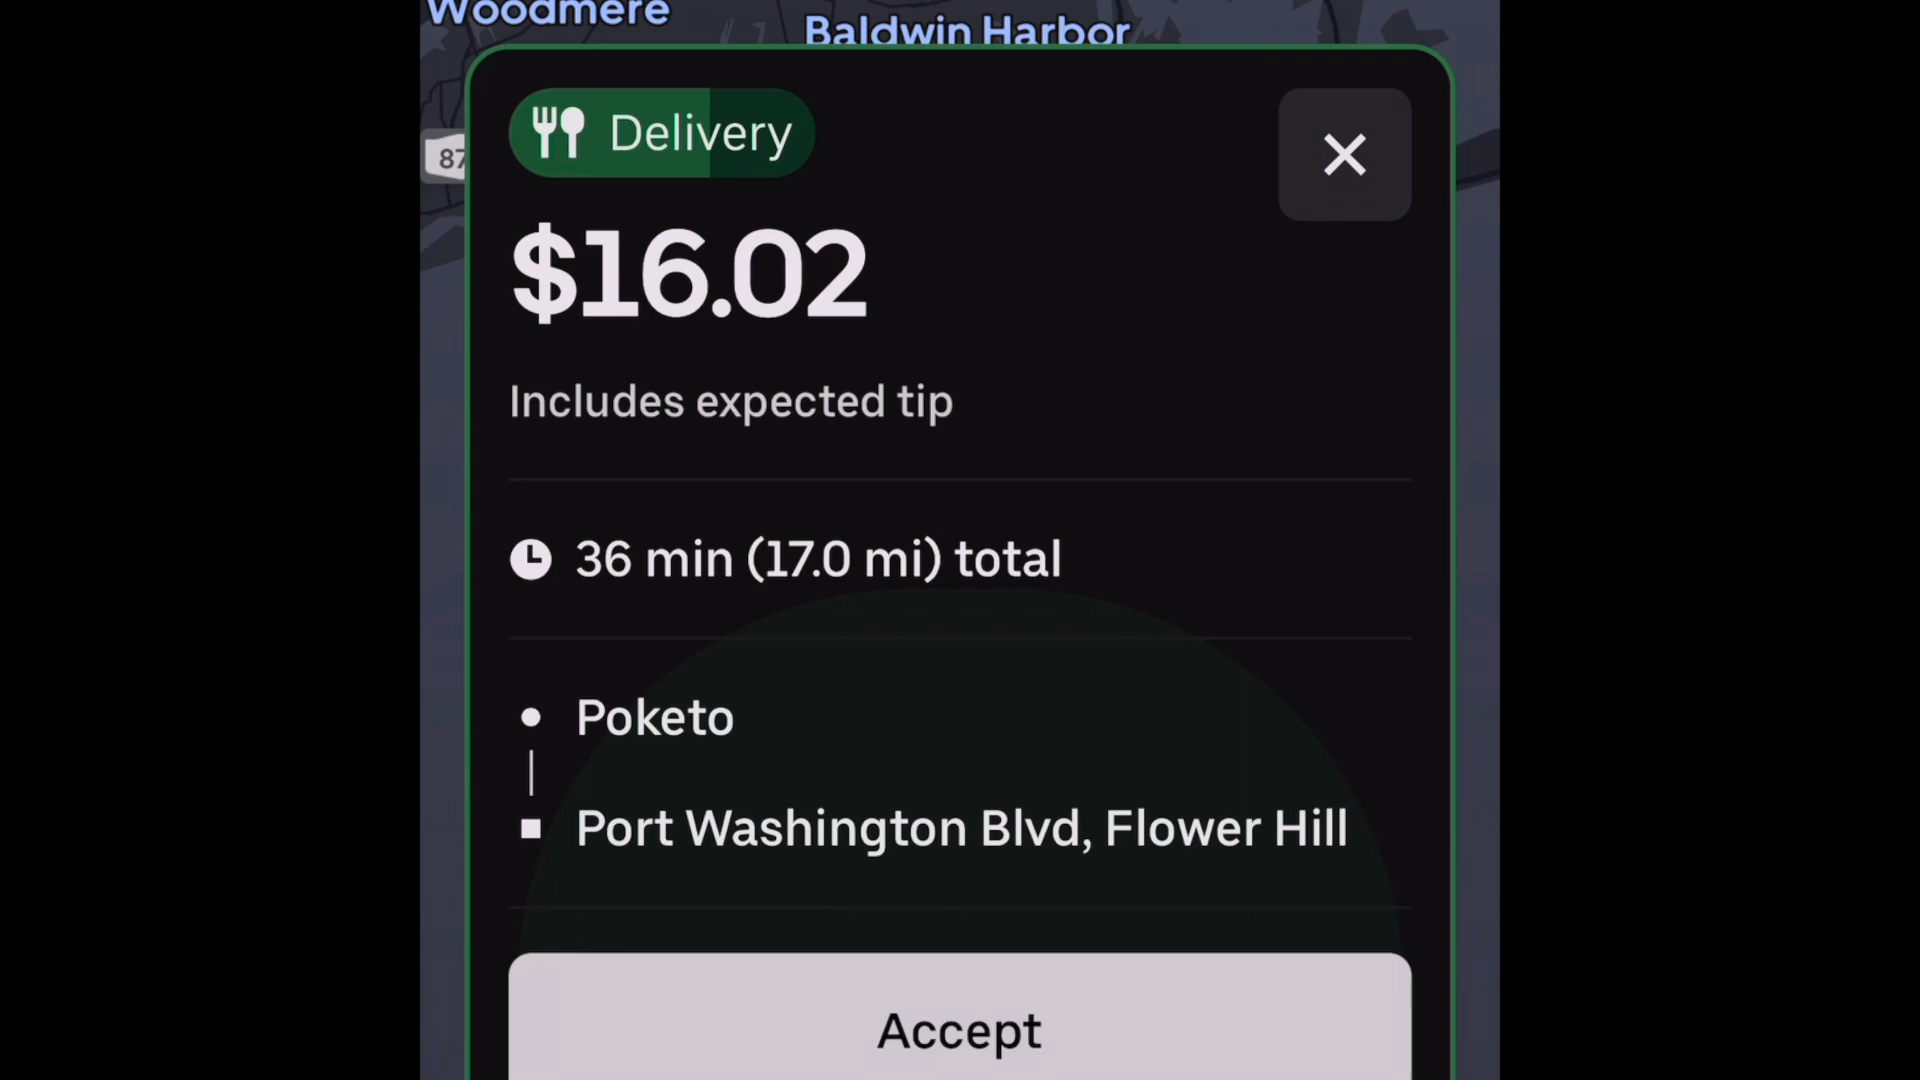 Woodmere
Baldwin Harbor
87
Delivery
$16.02
Includes expected tip
36 min (17.0 mi) total
Poketo
Port Washington Blvd, Flower Hill
Accept